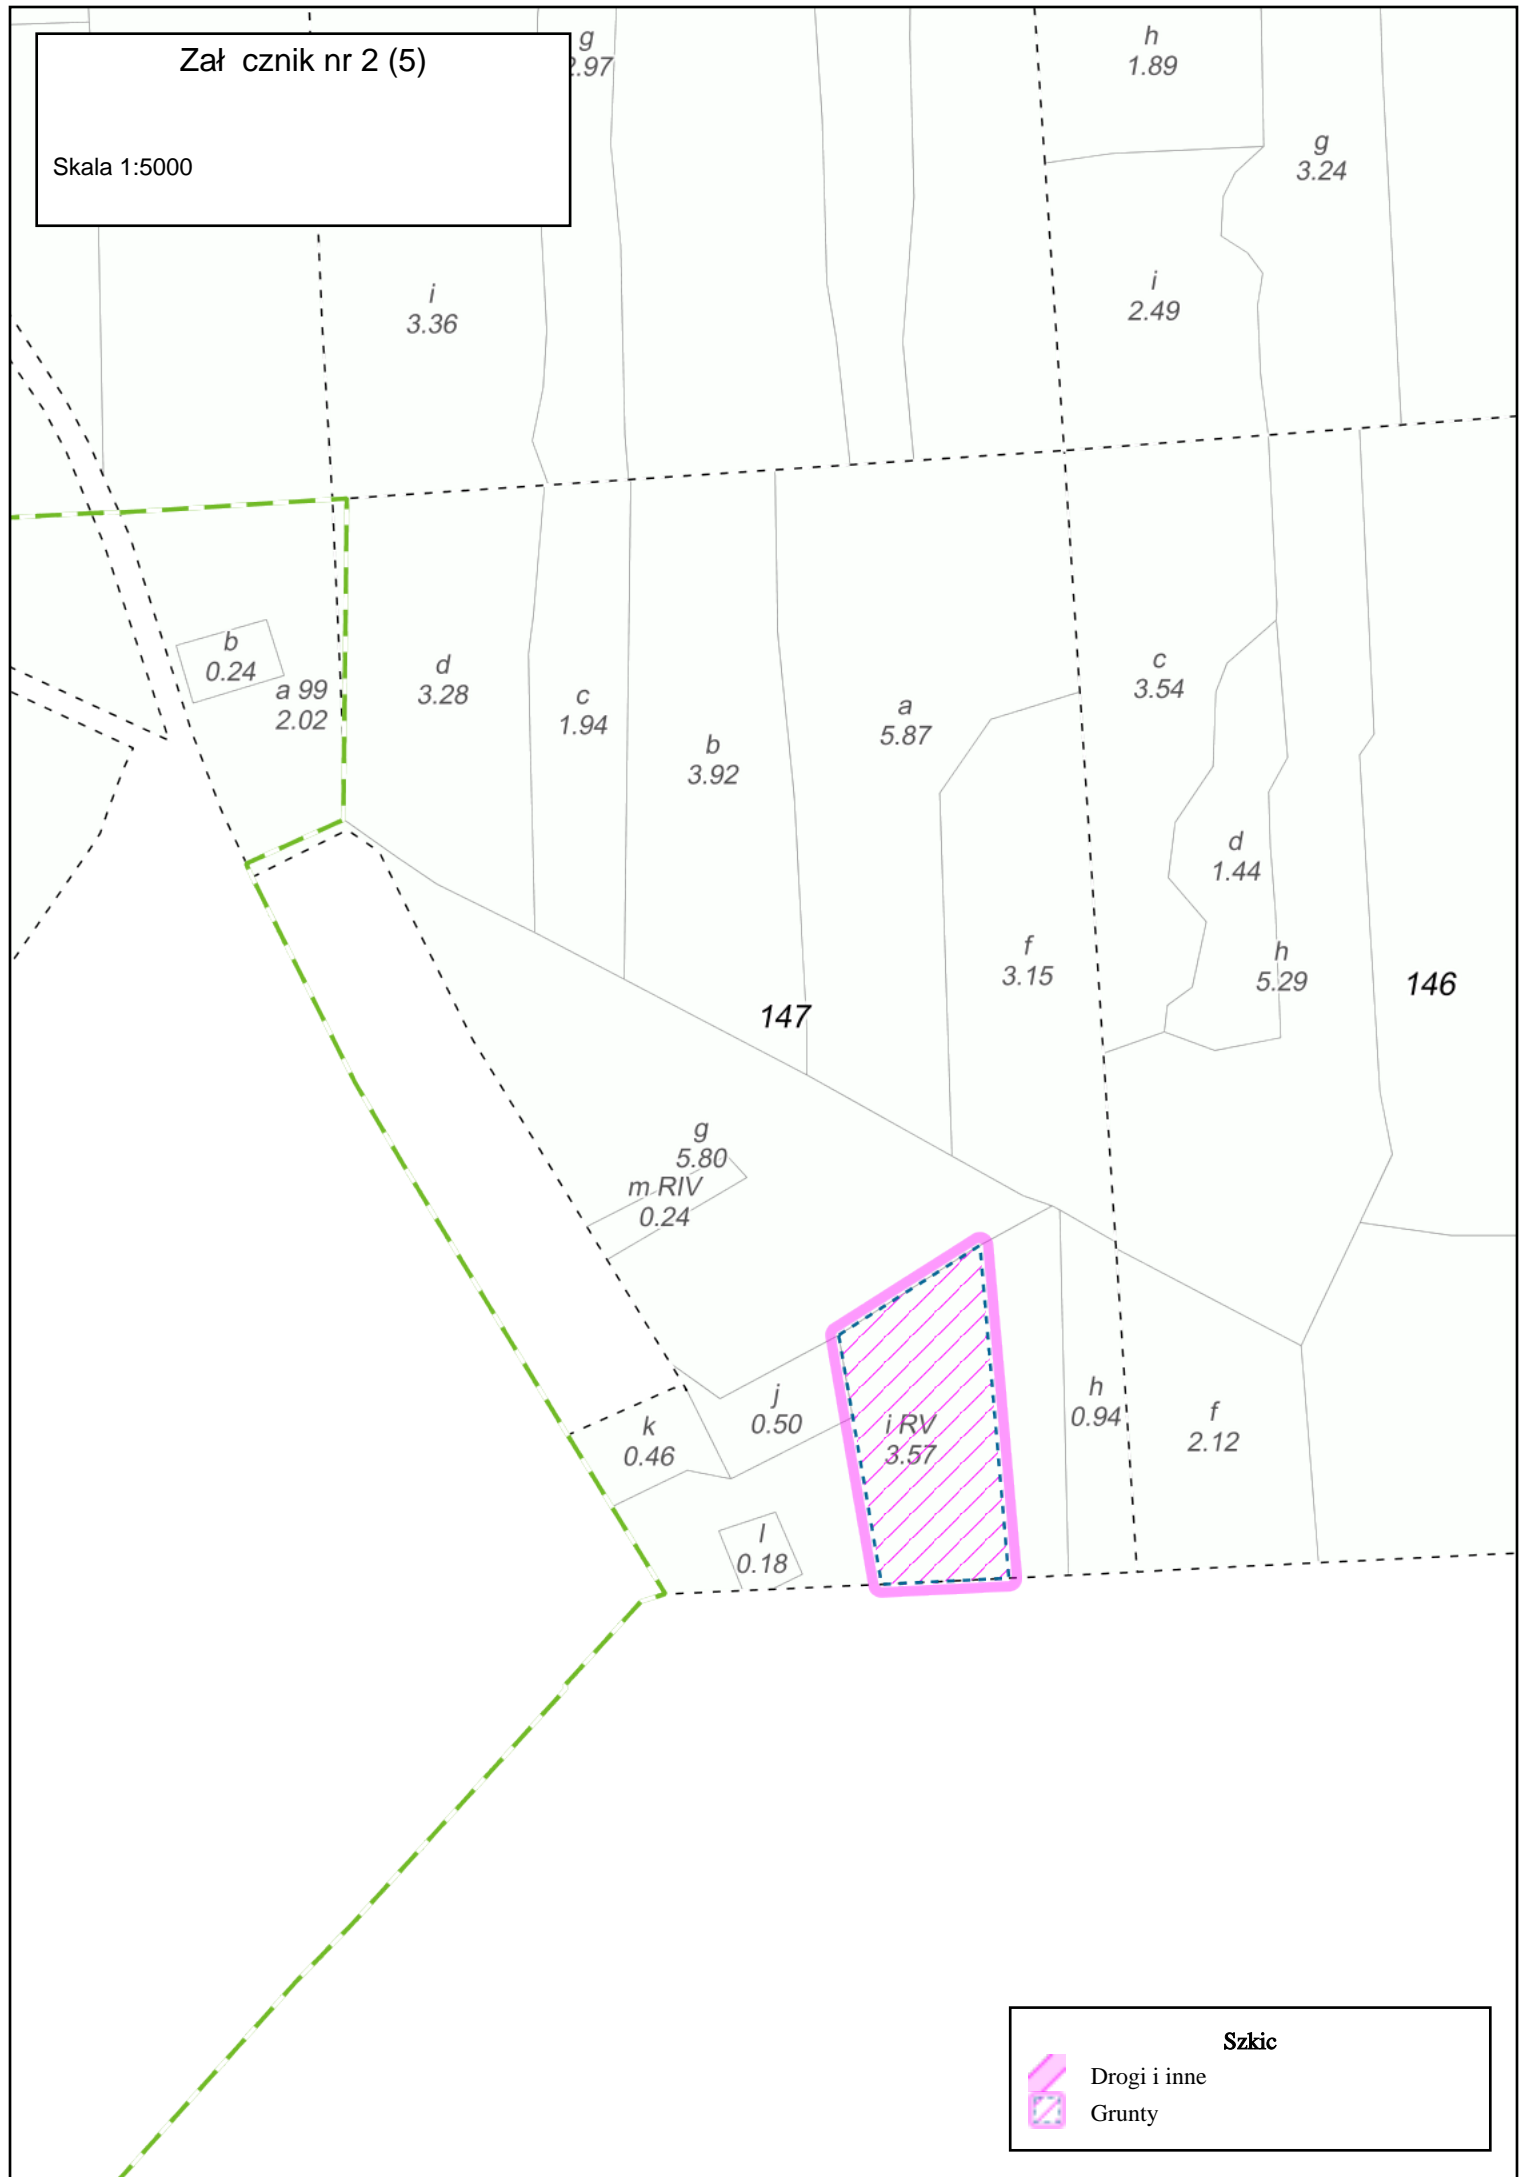 Zał cznik nr 2 (5)
Skala 1:5000
g
2.97
h
1.89
g
3.24
i
3.36
i
2.49
b
0.24
a 99
2.02
d
3.28
c
1.94
b
3.92
a
5.87
c
3.54
d
1.44
f
3.15
h
5.29
146
147
g
5.80
m RIV
0.24
j
0.50
k
0.46
i RV
3.57
h
0.94
f
2.12
l
0.18
Szkic
Drogi i inne
Grunty